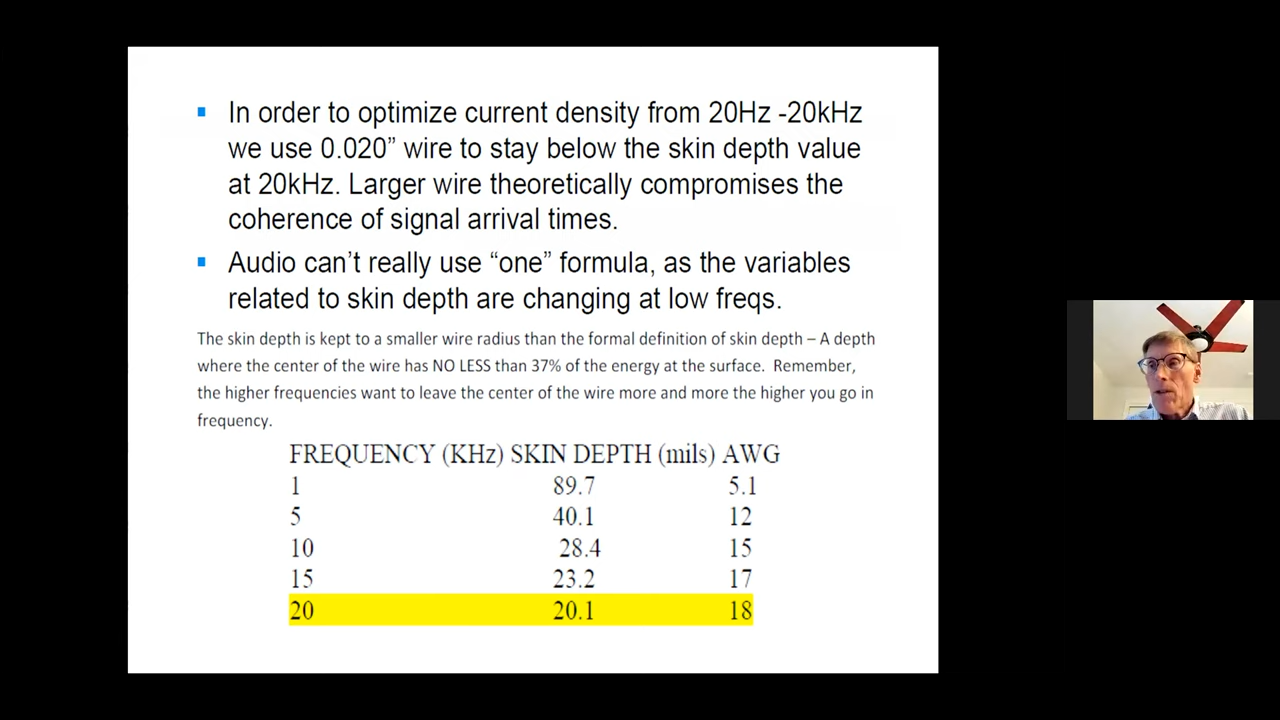 In order to optimize current density from 20Hz -20kHz
we use 0.020” wire to stay below the skin depth value
at 20kHz. Larger wire theoretically compromises the
coherence of signal arrival times.
Audio can’t really use “one” formula, as the variables
related to skin depth are changing at low freqs.
The skin depth is kept to a smaller wire radius than the formal definition of skin depth – A depth
where the center of the wire has NO LESS than 37% of the energy at the surface. Remember,
the higher frequencies want to leave the center of the wire more and more the higher you go in
frequency.
FREQUENCY (KHz) SKIN DEPTH (mils) AWG
1 89.7 5.1
5 40.1 12
10 28.4 15
15 23.2 17
20 20.1 18